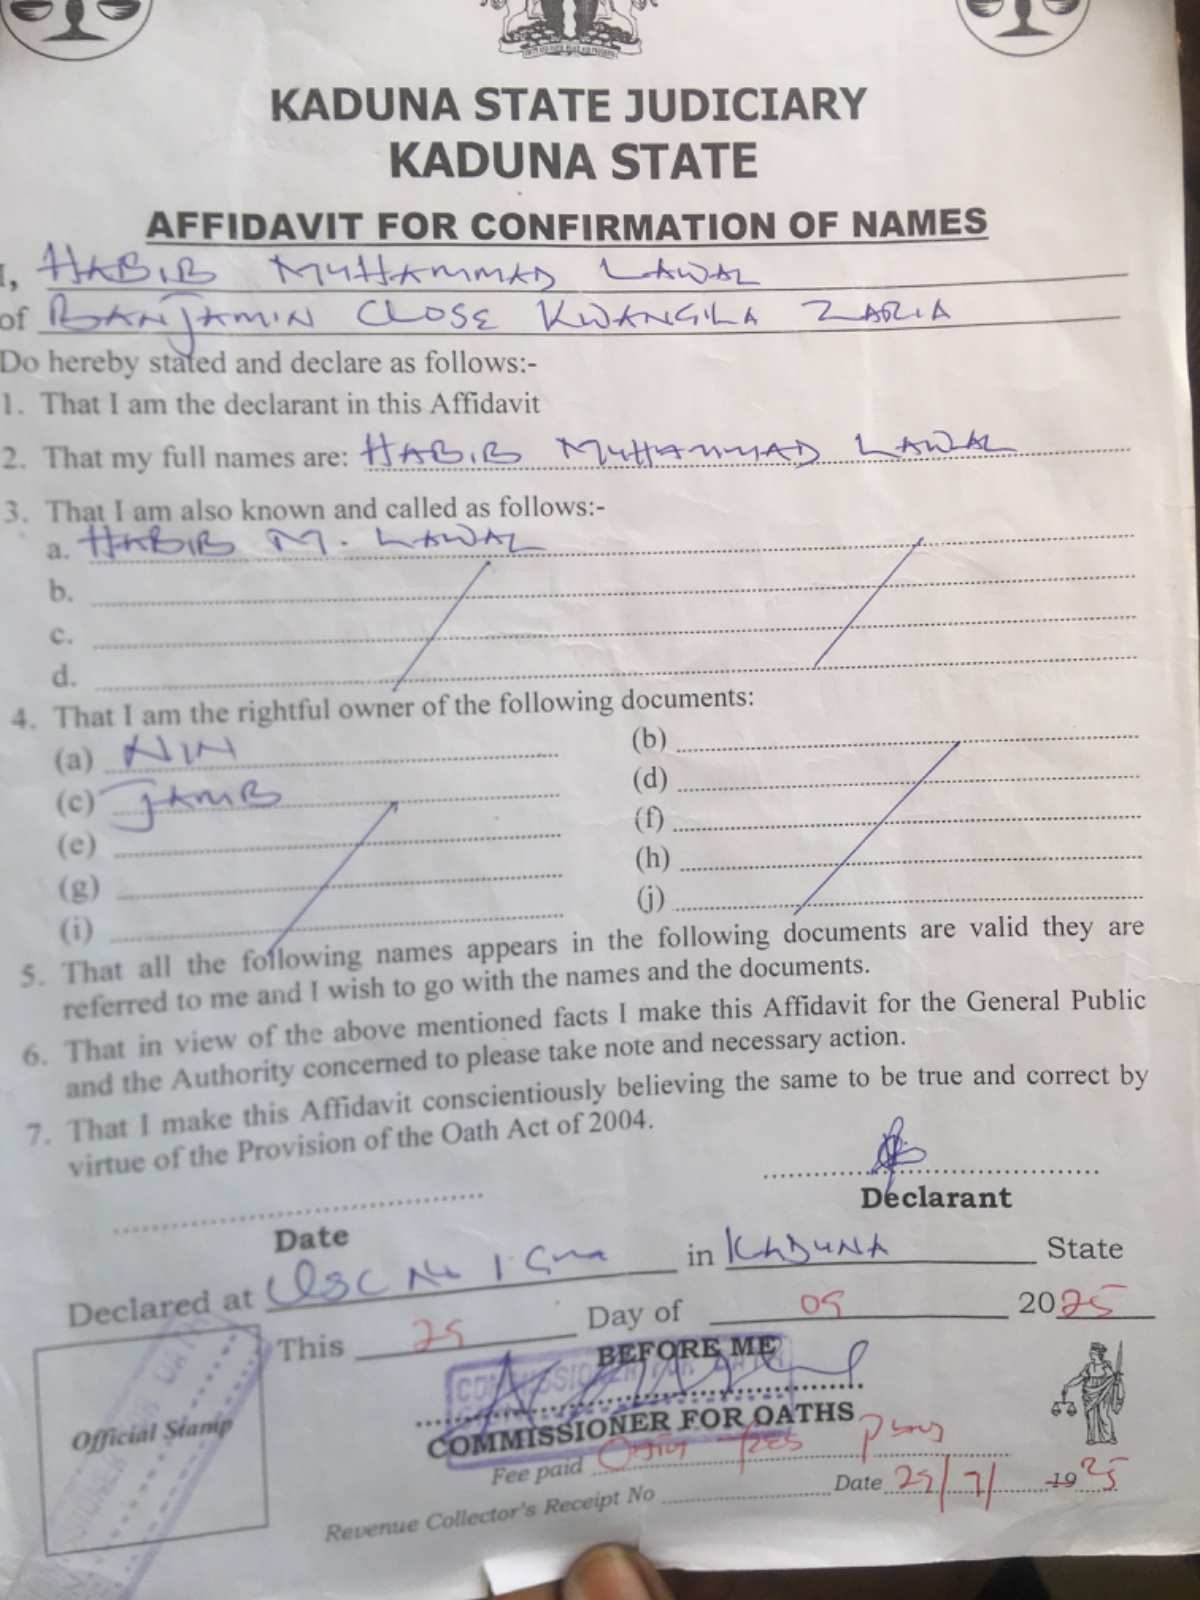 KADUNA STATE JUDICIARY
KADUNA STATE
AFFIDAVIT FOR CONFIRMATION OF NAMES
I, HABIB MUHAMMAD LAWAL
of BANJAMIN CLOSE KWANGILA ZARIA
Do hereby stated and declare as follows:-
1. That I am the declarant in this Affidavit
2. That my full names are: HABIB MUHAMMAD LAWAL
3. That I am also known and called as follows:-
a. HABIB M. LAWAL
b.
c.
d.
4. That I am the rightful owner of the following documents:
(a) NIN (b)
(c) JAMB (d)
(e) (f)
(g) (h)
(i) (j)
5. That all the following names appears in the following documents are valid they are
referred to me and I wish to go with the names and the documents.
6. That in view of the above mentioned facts I make this Affidavit for the General Public
and the Authority concerned to please take note and necessary action.
7. That I make this Affidavit conscientiously believing the same to be true and correct by
virtue of the Provision of the Oath Act of 2004.
Declarant
Date
Declared at in KADUNA State
This Day of 2025
BEFORE ME
Official Stamp
COMMISSIONER FOR OATHS
Fee paid
Revenue Collector's Receipt No Date 19 25